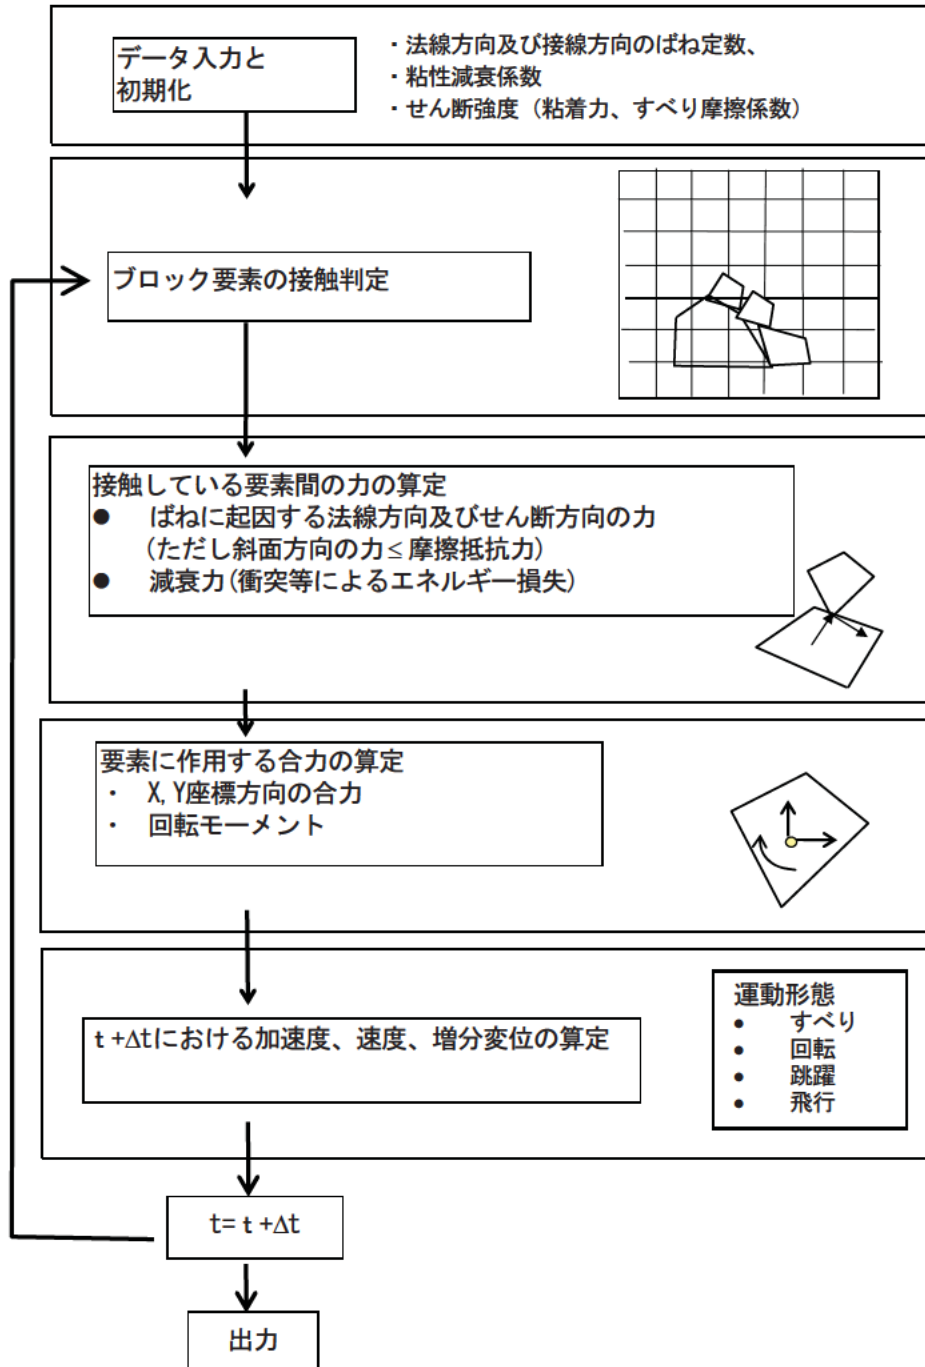 データ入力と
初期化
・法線方向及び接線方向のばね定数、
・粘性減衰係数
・せん断強度（粘着力、すべり摩擦係数）
ブロック要素の接触判定
接触している要素間の力の算定
● ばねに起因する法線方向及びせん断方向の力
(ただし斜面方向の力≤摩擦抵抗力)
● 減衰力(衝突等によるエネルギー損失)
要素に作用する合力の算定
・ X,Y座標方向の合力
・ 回転モーメント
t+Δtにおける加速度、速度、増分変位の算定
運動形態
● すべり
● 回転
● 跳躍
● 飛行
t=t+Δt
出力